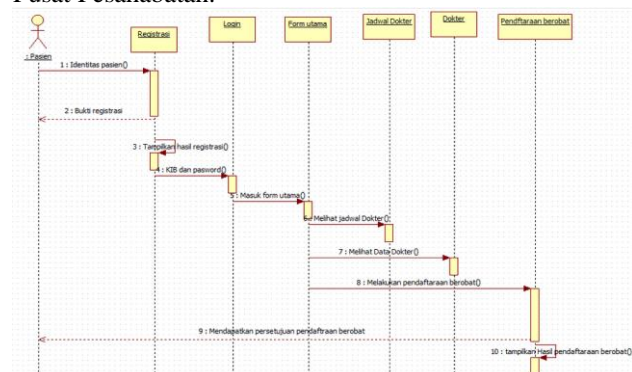 Pusat Pesanabutan.
Registrasi
Login
Form utama
Jadwal Dokter
Dokter
Pendftaraan berobat
: Pasien
1 : Identitas pasien()
2 : Bukti registrasi
3 : Tampilkan hasil registrasi()
4 : KIB dan pasword()
5 : Masuk form utama()
6 : Melihat jadwal Dokter()
7 : Melihat Data Dokter()
8 : Melakukan pendaftaraan berobat()
9 : Mendapatkan persetujuan pendaftraan berobat
10 : tampilkan Hasil pendaftaraan berobat()